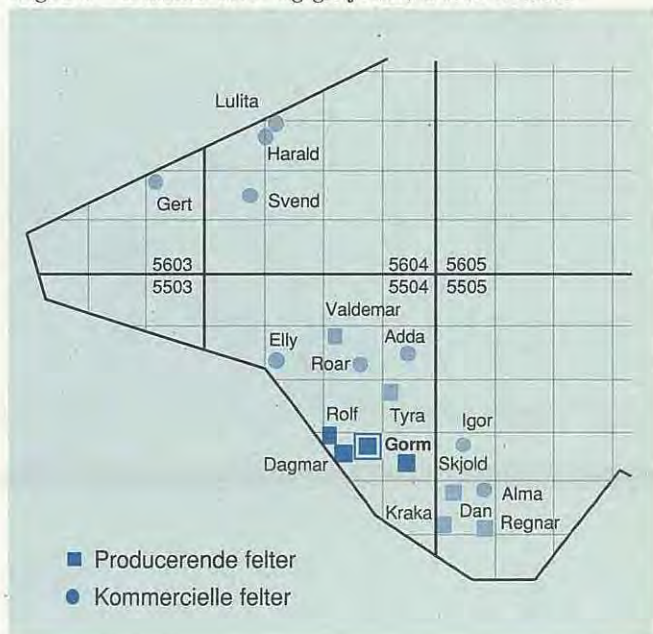 Lulita
Harald
Gert
Svend
5603
5604
5605
5503
5504
5505
Valdemar
Elly
Adda
Roar
Rolf
Tyra
Igor
Gorm
Dagmar
Skjold
Alma
Kraka
Dan
Regnar
Producerende felter
Kommercielle felter